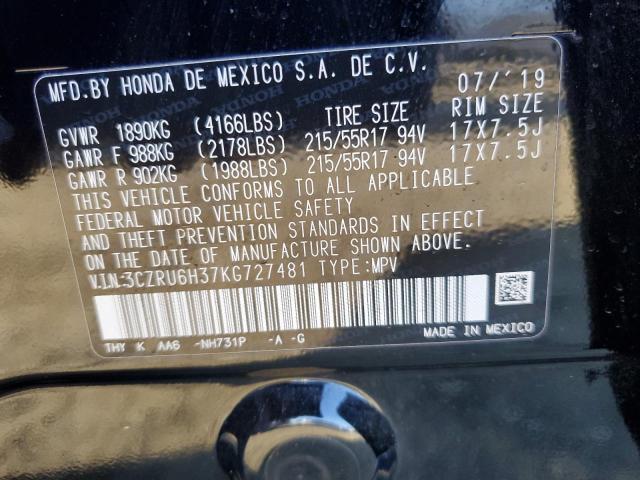 MFD.BY HONDA DE MEXICO S.A. DE C.V. 07/'19
TIRE SIZE RIM SIZE
GVWR 1890KG (4166LBS)
GAWR F 988KG (2178LBS) 215/55R17 94V 17X7.5J
GAWR R 902KG (1988LBS) 215/55R17 94V 17X7.5J
THIS VEHICLE CONFORMS TO ALL APPLICABLE
FEDERAL MOTOR VEHICLE SAFETY
AND THEFT PREVENTION STANDARDS IN EFFECT
ON THE DATE OF MANUFACTURE SHOWN ABOVE.
V.I.N:3CZRU6H37KG727481 TYPE:MPV
THY K AA6 -NH731P -A -G
MADE IN MEXICO